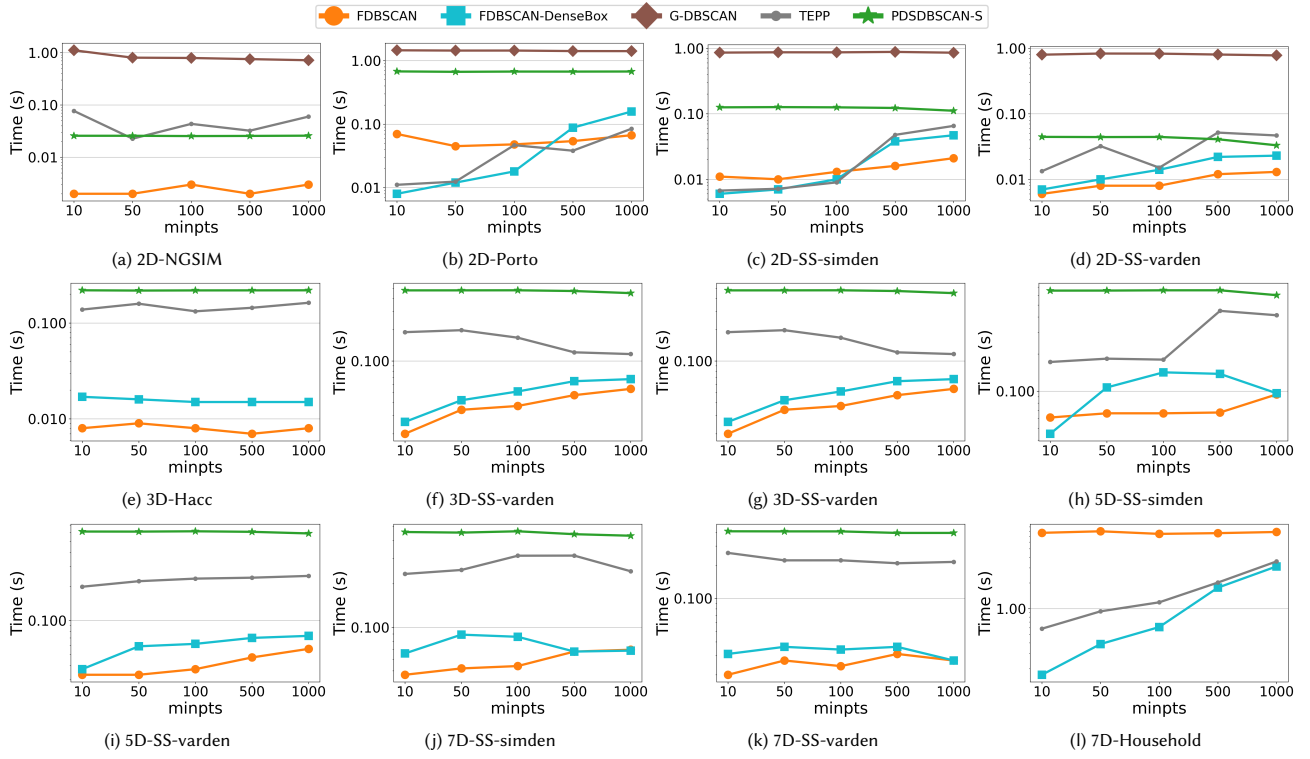 FDBSCAN FDBSCAN-DenseBox G-DBSCAN TEPP PDSDBSCAN-S
Time (s)
1.00
0.10
0.01
10 50 100 500 1000
minpts
(a) 2D-NGSIM
Time (s)
1.00
0.10
0.01
10 50 100 500 1000
minpts
(b) 2D-Porto
Time (s)
1.00
0.10
0.01
10 50 100 500 1000
minpts
(c) 2D-SS-simden
Time (s)
1.00
0.10
0.01
10 50 100 500 1000
minpts
(d) 2D-SS-varden
Time (s)
0.100
0.010
10 50 100 500 1000
minpts
(e) 3D-Hacc
Time (s)
0.100
10 50 100 500 1000
minpts
(f) 3D-SS-varden
Time (s)
0.100
10 50 100 500 1000
minpts
(g) 3D-SS-varden
Time (s)
0.100
10 50 100 500 1000
minpts
(h) 5D-SS-simden
Time (s)
0.100
10 50 100 500 1000
minpts
(i) 5D-SS-varden
Time (s)
0.100
10 50 100 500 1000
minpts
(j) 7D-SS-simden
Time (s)
0.100
10 50 100 500 1000
minpts
(k) 7D-SS-varden
Time (s)
1.00
10 50 100 500 1000
minpts
(l) 7D-Household